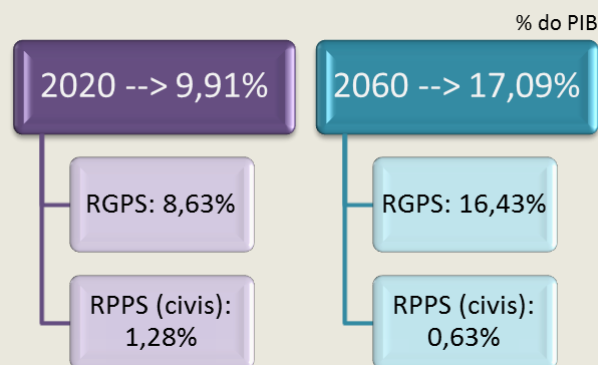 % do PIB
2020 --> 9,91%
2060 --> 17,09%
RGPS: 8,63%
RGPS: 16,43%
RPPS (civis):
1,28%
RPPS (civis):
0,63%